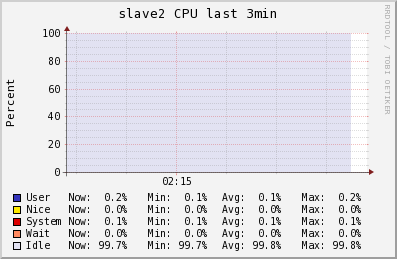 slave2 CPU last 3min
RRDTOOL / TOBI OETIKER
Percent
100
80
60
40
20
0
02:15
User Now: 0.2% Min: 0.1% Avg: 0.1% Max: 0.2%
Nice Now: 0.0% Min: 0.0% Avg: 0.0% Max: 0.0%
System Now: 0.1% Min: 0.1% Avg: 0.1% Max: 0.1%
Wait Now: 0.0% Min: 0.0% Avg: 0.0% Max: 0.0%
Idle Now: 99.7% Min: 99.7% Avg: 99.8% Max: 99.8%